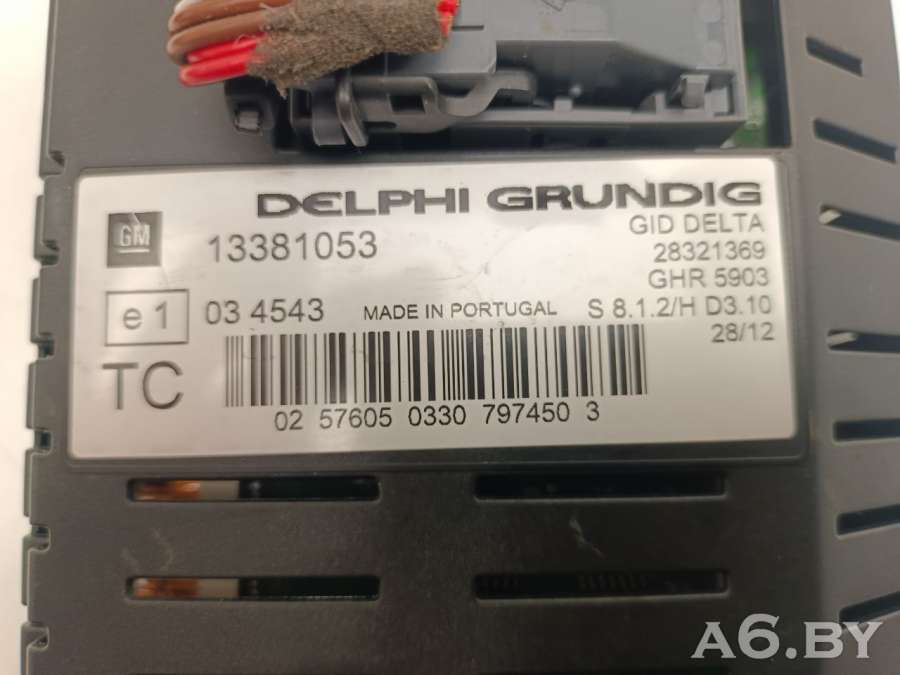 DELPHI GRUNDIG
GM
13381053
GID DELTA
28321369
GHR 5903
e1
03 4543
MADE IN PORTUGAL
S 8.1.2/H D3.10
28/12
TC
02 57605 0330 797450 3
A6.BY